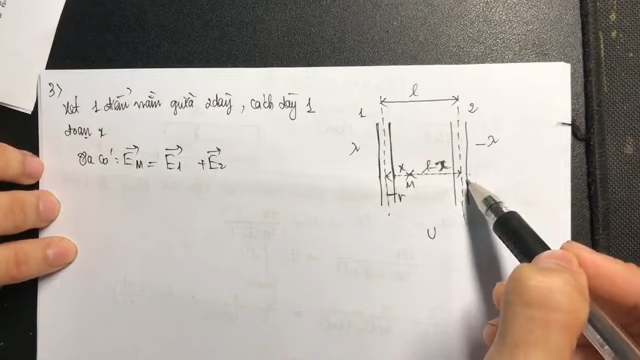 3>
Xét 1 điểm nằm giữa 2 dây, cách dây 1
đoạn x
Ta có: E⃗M = E⃗1 + E⃗2
l
1 2
λ -λ
x l-x
M
r
U